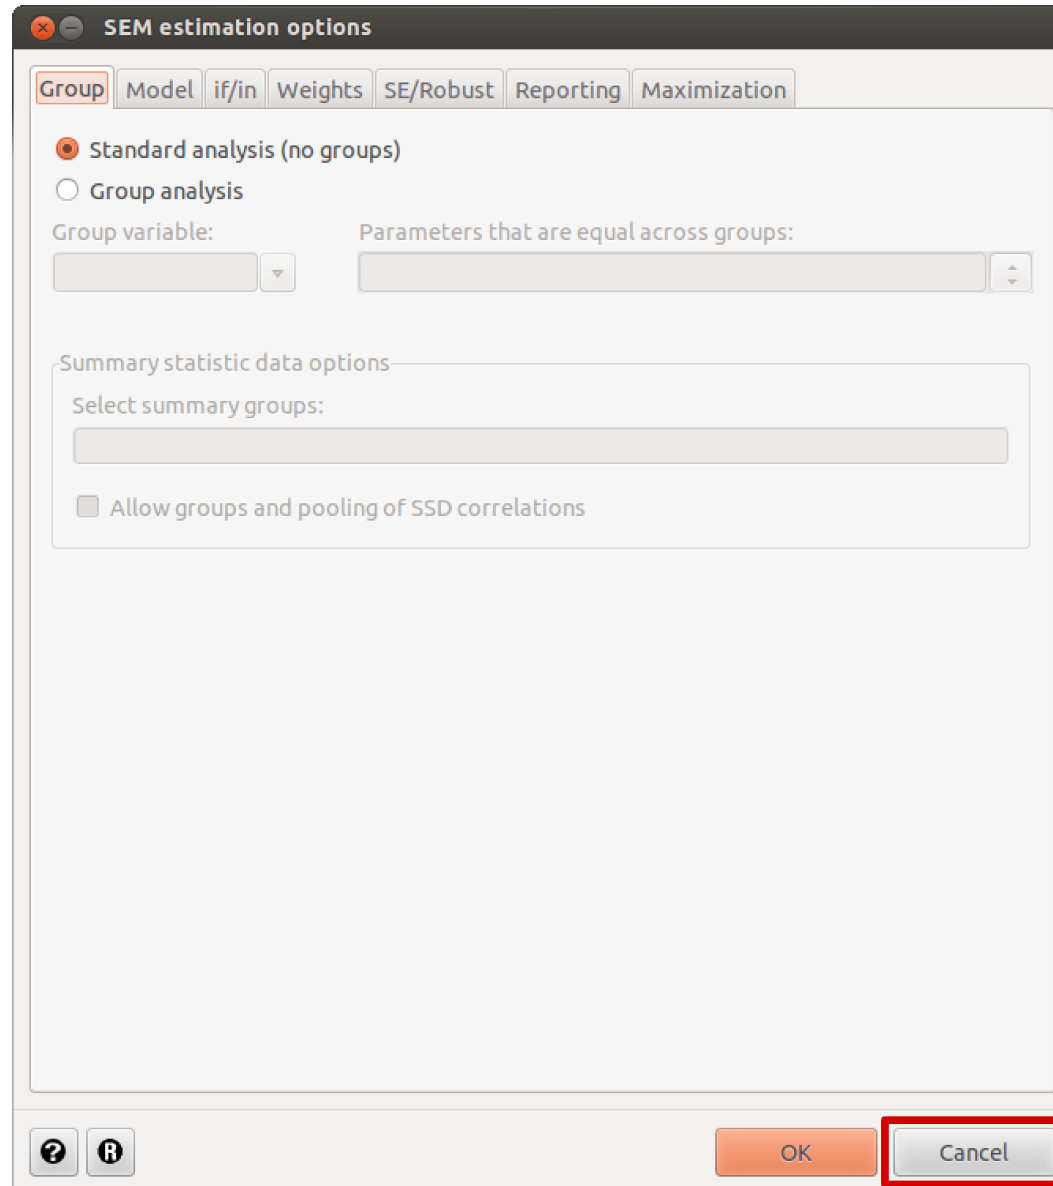 SEM estimation options
Group Model if/in Weights SE/Robust Reporting Maximization
Standard analysis (no groups)
Group analysis
Group variable: Parameters that are equal across groups:
Summary statistic data options
Select summary groups:
Allow groups and pooling of SSD correlations
? R OK Cancel